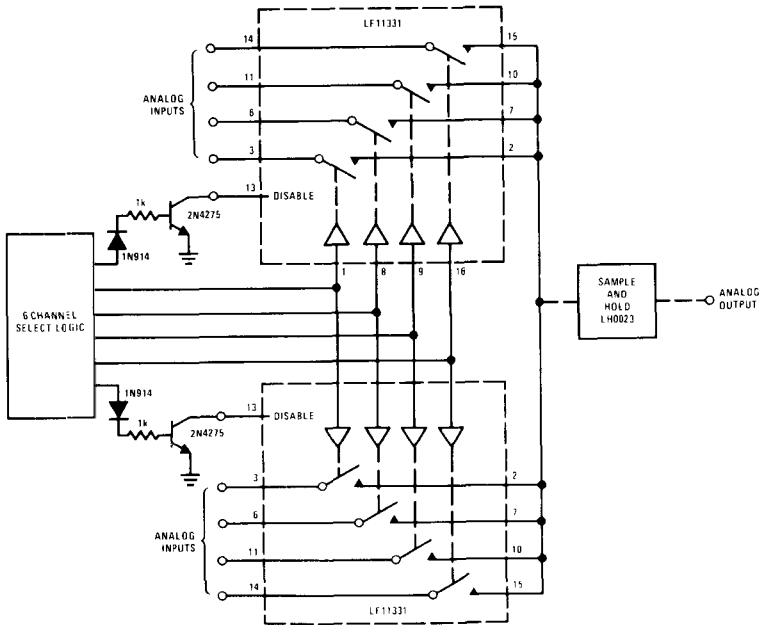 LF11331
14
15
11
10
ANALOG
INPUTS
6
7
3
2
13
DISABLE
1k
2N4275
1N914
1
8
9
16
6 CHANNEL
SELECT LOGIC
SAMPLE
AND
HOLD
LH0023
ANALOG
OUTPUT
1N914
13
DISABLE
1k
2N4275
3
2
6
7
ANALOG
INPUTS
11
10
14
15
LF11331